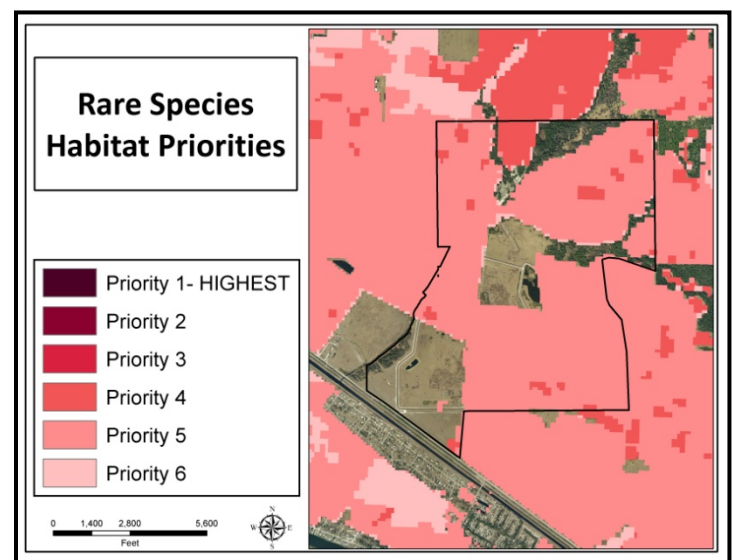 Rare Species
Habitat Priorities
Priority 1- HIGHEST
Priority 2
Priority 3
Priority 4
Priority 5
Priority 6
0 1,400 2,800 5,600
Feet
N
W E
S